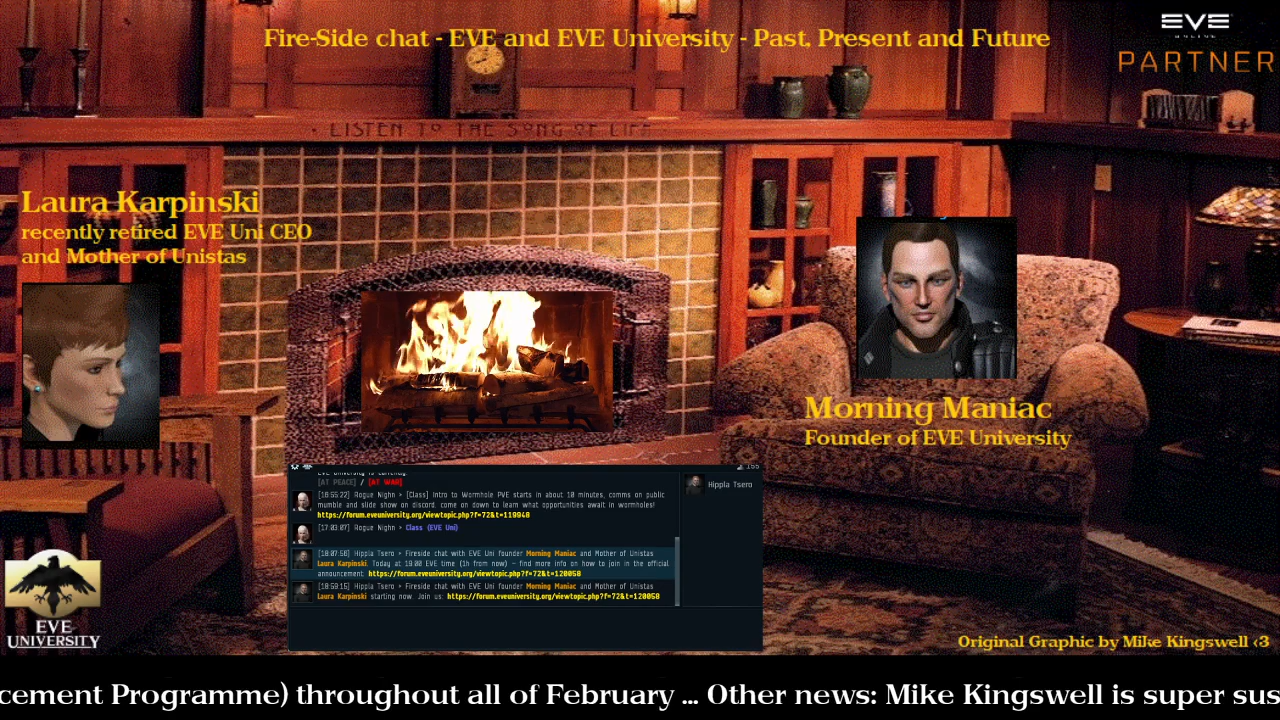 Fire-Side chat - EVE and EVE University - Past, Present and Future
EVE
ONLINE
PARTNER
LISTEN TO THE SONG OF LIFE
Laura Karpinski
recently retired EVE Uni CEO
and Mother of Unistas
Morning Maniac
Founder of EVE University
EVE University is currently:
[AT PEACE] / [AT WAR]
[16:55:22] Rogue Nighn > [Class] Intro to Wormhole PVE starts in about 10 minutes, comms on public
mumble and slide show on discord. come on down to learn what opportunities await in wormholes!
https://forum.eveuniversity.org/viewtopic.php?f=72&t=119948
[17:03:07] Rogue Nighn > Class (EVE Uni)
[18:07:56] Hippla Tsero > Fireside chat with EVE Uni founder Morning Maniac and Mother of Unistas
Laura Karpinski. Today at 19:00 EVE time (1h from now) – find more info on how to join in the official
announcement: https://forum.eveuniversity.org/viewtopic.php?f=72&t=120058
[18:59:15] Hippla Tsero > Fireside chat with EVE Uni founder Morning Maniac and Mother of Unistas
Laura Karpinski starting now. Join us: https://forum.eveuniversity.org/viewtopic.php?f=72&t=120058
Hippla Tsero
EVE
UNIVERSITY
Original Graphic by Mike Kingswell <3
cement Programme) throughout all of February ... Other news: Mike Kingswell is super sus